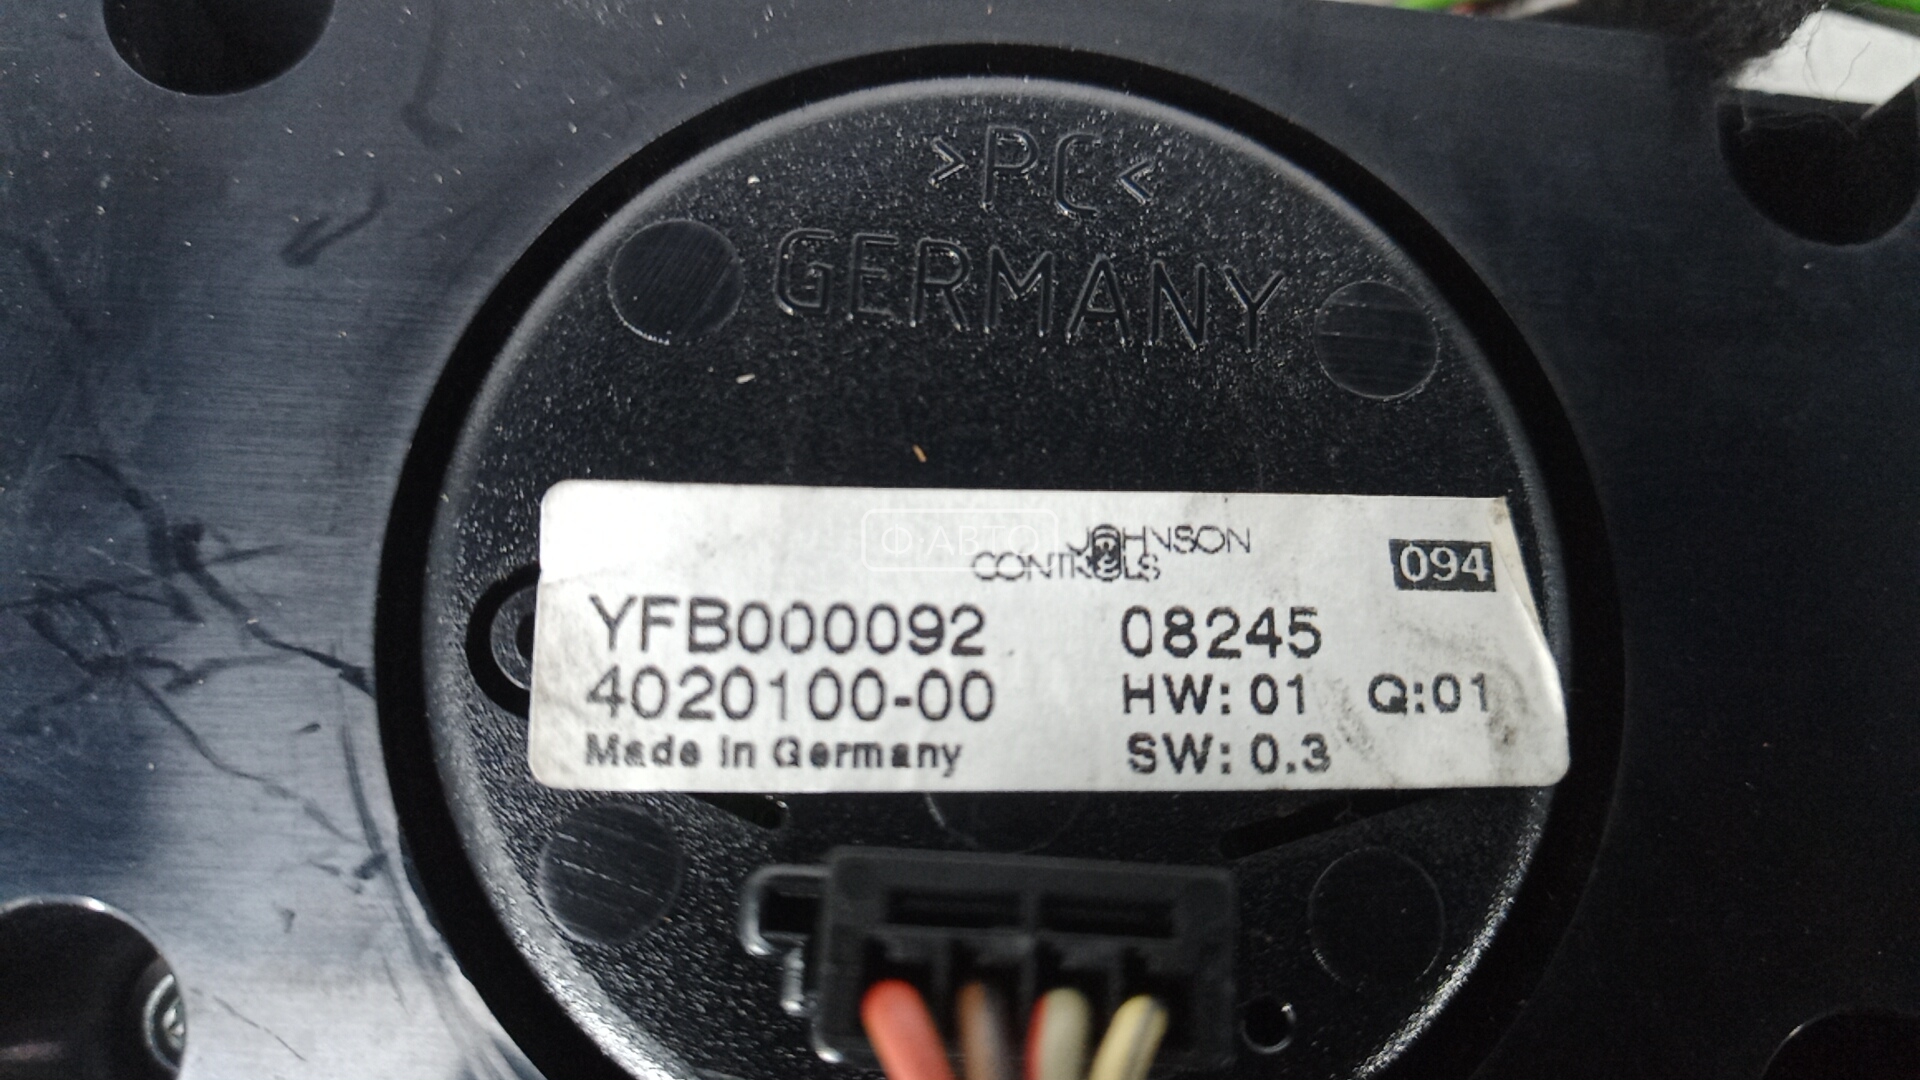 >PC<
GERMANY
Ф·АВТО
JOHNSON
CONTROLS
094
YFB000092 08245
4020100-00 HW: 01 Q:01
Made in Germany SW: 0.3